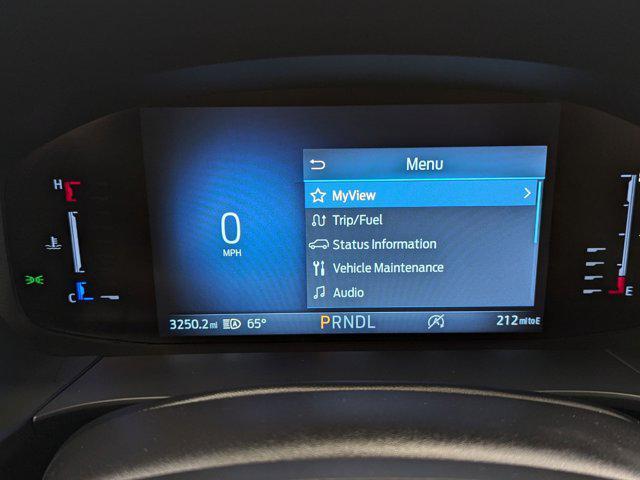 Menu
H
MyView
Trip/Fuel
0
MPH
Status Information
Vehicle Maintenance
C
E
Audio
3250.2 mi
65°
PRNDL
212 mi to E